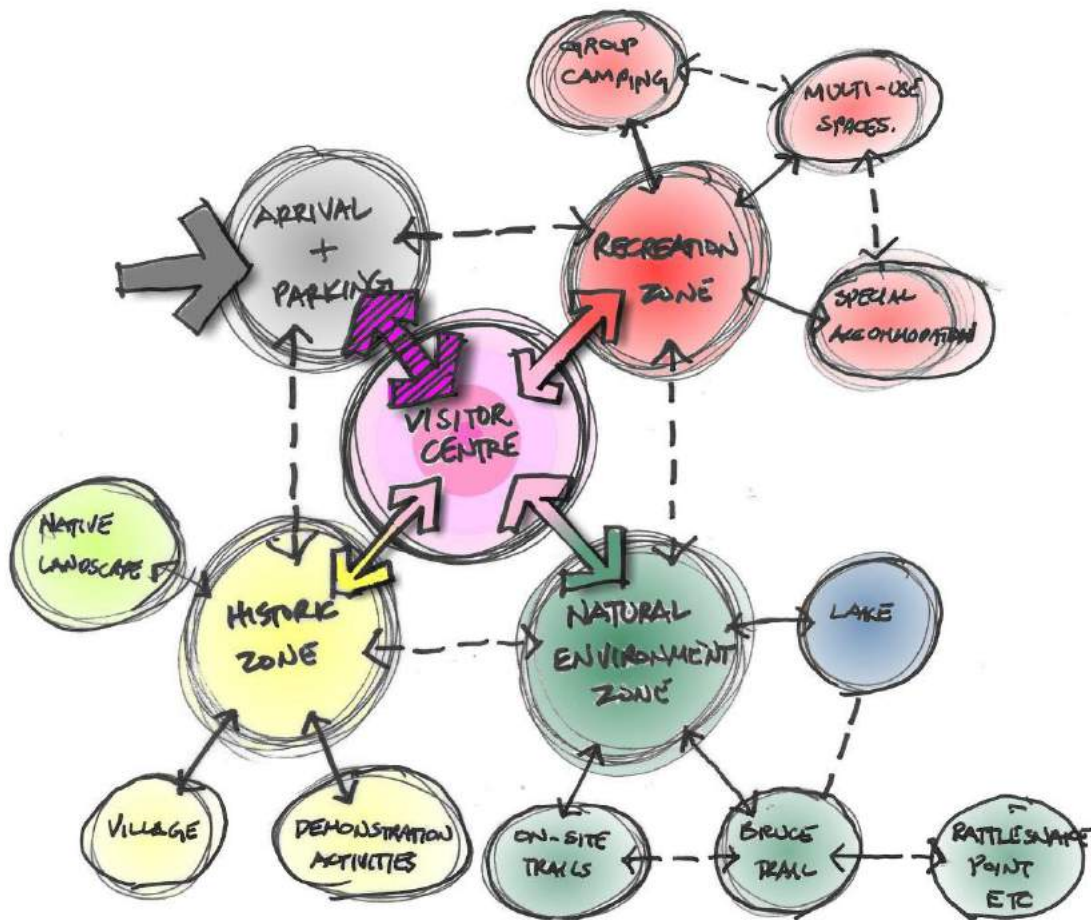 GROUP
CAMPING
MULTI-USE
SPACES.
ARRIVAL
+
PARKING
RECREATION
ZONE
SPECIAL
ACCOMMODATION
VISITOR
CENTRE
NATIVE
LANDSCAPE
HISTORIC
ZONE
NATURAL
ENVIRONMENT
ZONE
LAKE
VILLAGE
DEMONSTRATION
ACTIVITIES
ON-SITE
TRAILS
BRUCE
TRAIL
RATTLESNAKE
POINT
ETC